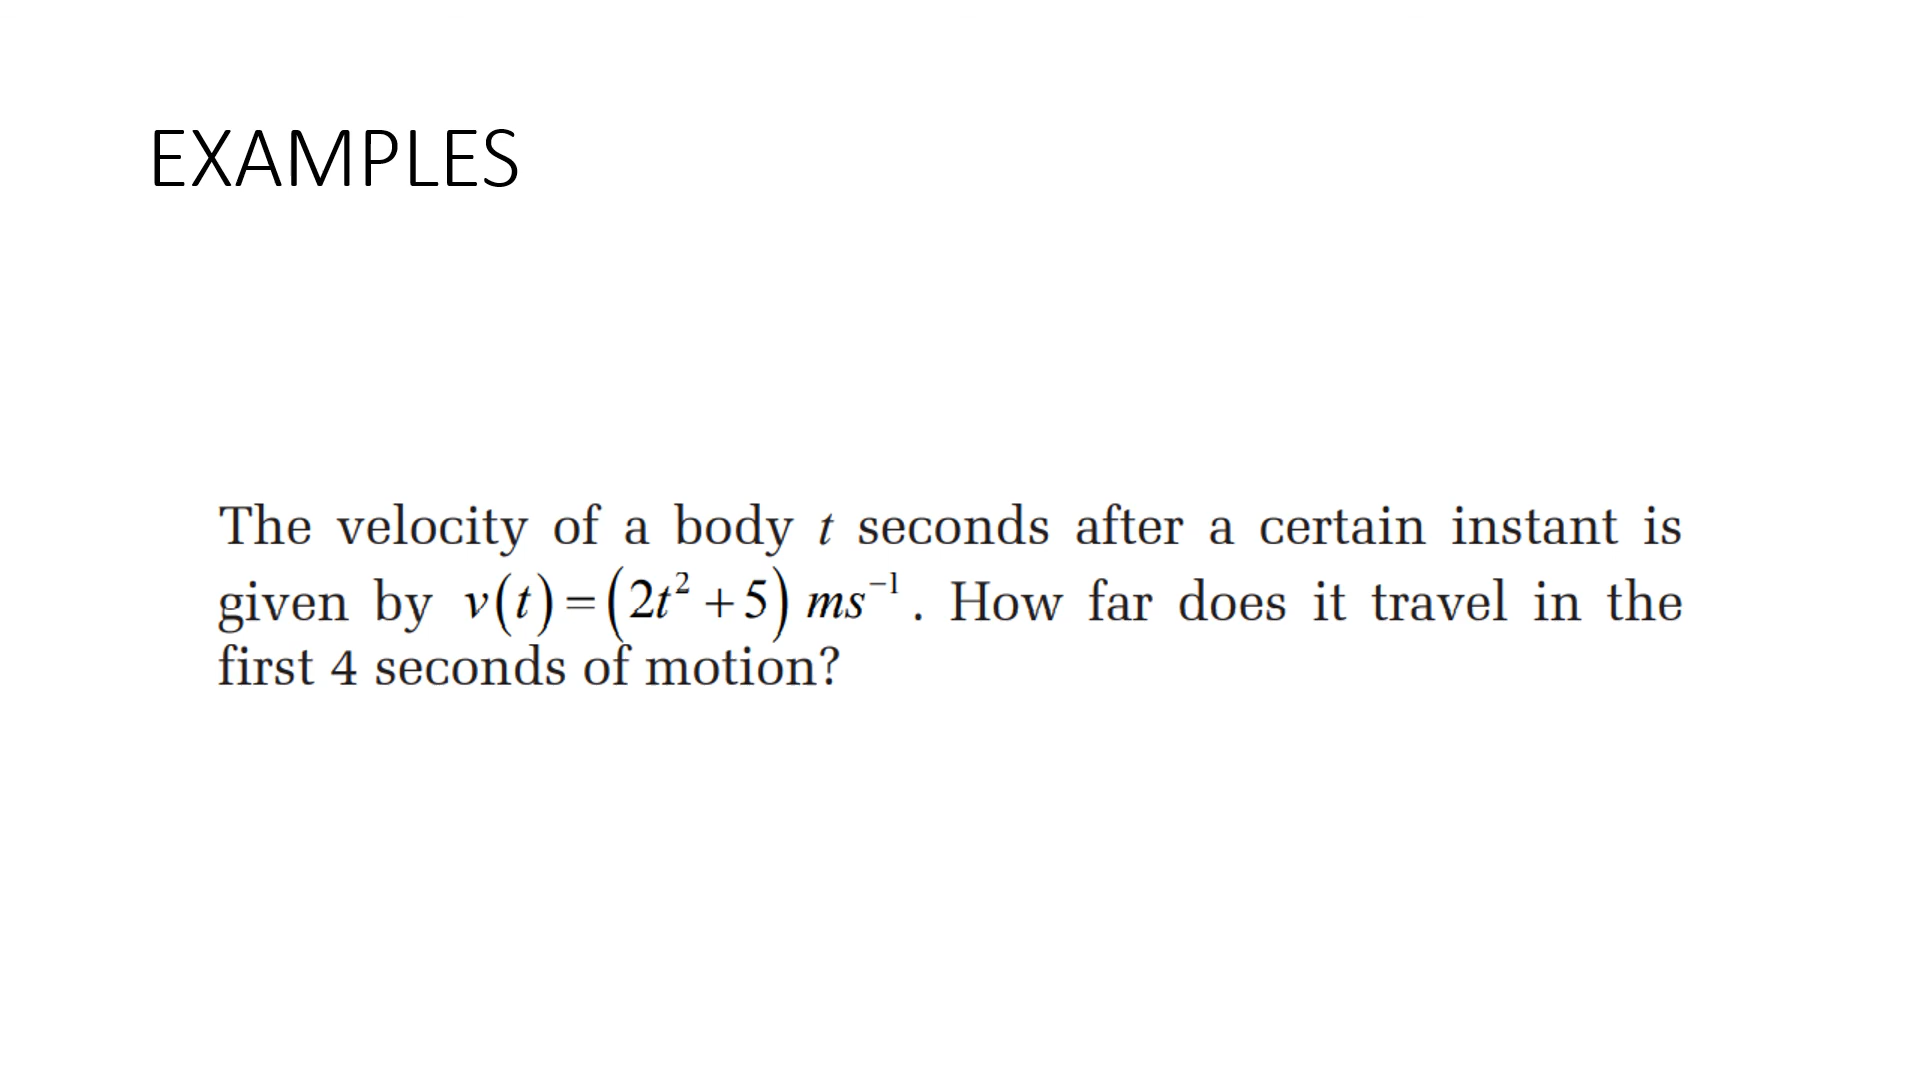 EXAMPLES
The velocity of a body t seconds after a certain instant is
given by v(t) = (2t² + 5) ms⁻¹. How far does it travel in the
first 4 seconds of motion?